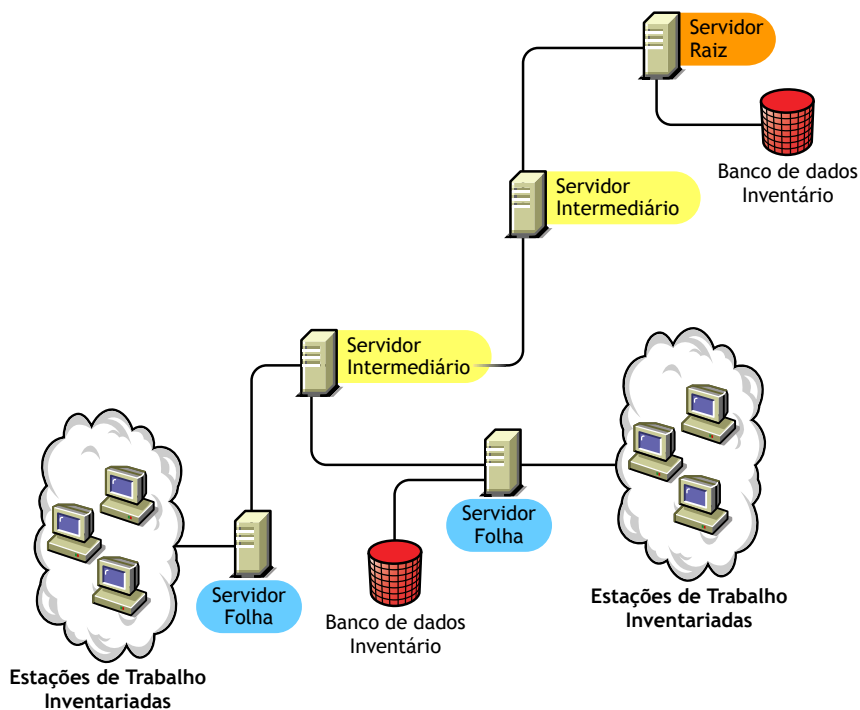 Servidor
Raiz
Banco de dados
Inventário
Servidor
Intermediário
Servidor
Intermediário
Servidor
Folha
Servidor
Folha
Banco de dados
Inventário
Estações de Trabalho
Inventariadas
Estações de Trabalho
Inventariadas